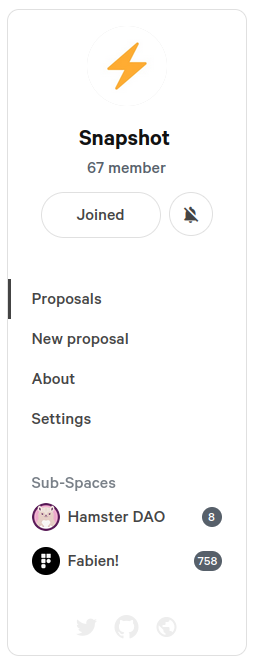 Snapshot
67 member
Joined
Proposals
New proposal
About
Settings
Sub-Spaces
Hamster DAO 8
Fabien! 758